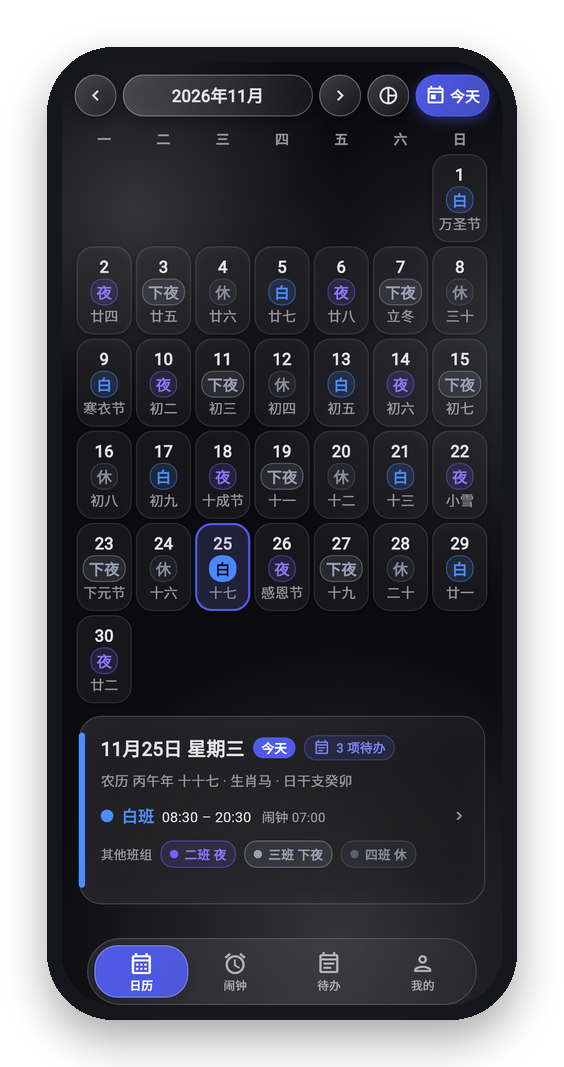 2026年11月 今天
一 二 三 四 五 六 日
1
白
万圣节
2 3 4 5 6 7 8
夜 下夜 休 白 夜 下夜 休
廿四 廿五 廿六 廿七 廿八 立冬 三十
9 10 11 12 13 14 15
白 夜 下夜 休 白 夜 下夜
寒衣节 初二 初三 初四 初五 初六 初七
16 17 18 19 20 21 22
休 白 夜 下夜 休 白 夜
初八 初九 十成节 十一 十二 十三 小雪
23 24 25 26 27 28 29
下夜 休 白 夜 下夜 休 白
下元节 十六 十七 感恩节 十九 二十 廿一
30
夜
廿二
11月25日 星期三 今天 3 项待办
农历 丙午年 十十七 · 生肖马 · 日干支癸卯
白班 08:30 – 20:30 闹钟 07:00
其他班组 二班 夜 三班 下夜 四班 休
日历 闹钟 待办 我的